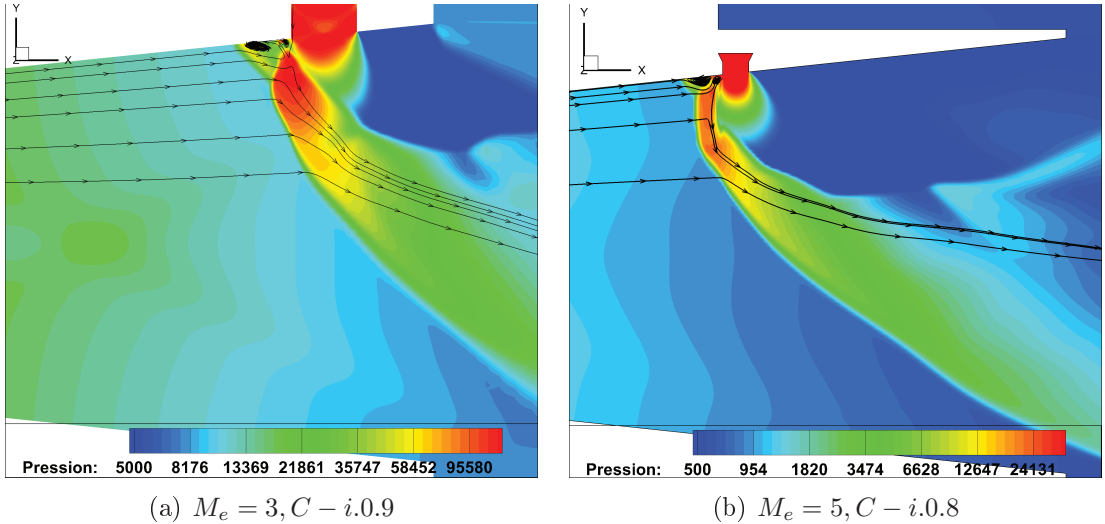 Y
Z X
Pression: 5000 8176 13369 21861 35747 58452 95580
(a) M_e = 3, C − i.0.9
Y
Z X
Pression: 500 954 1820 3474 6628 12647 24131
(b) M_e = 5, C − i.0.8